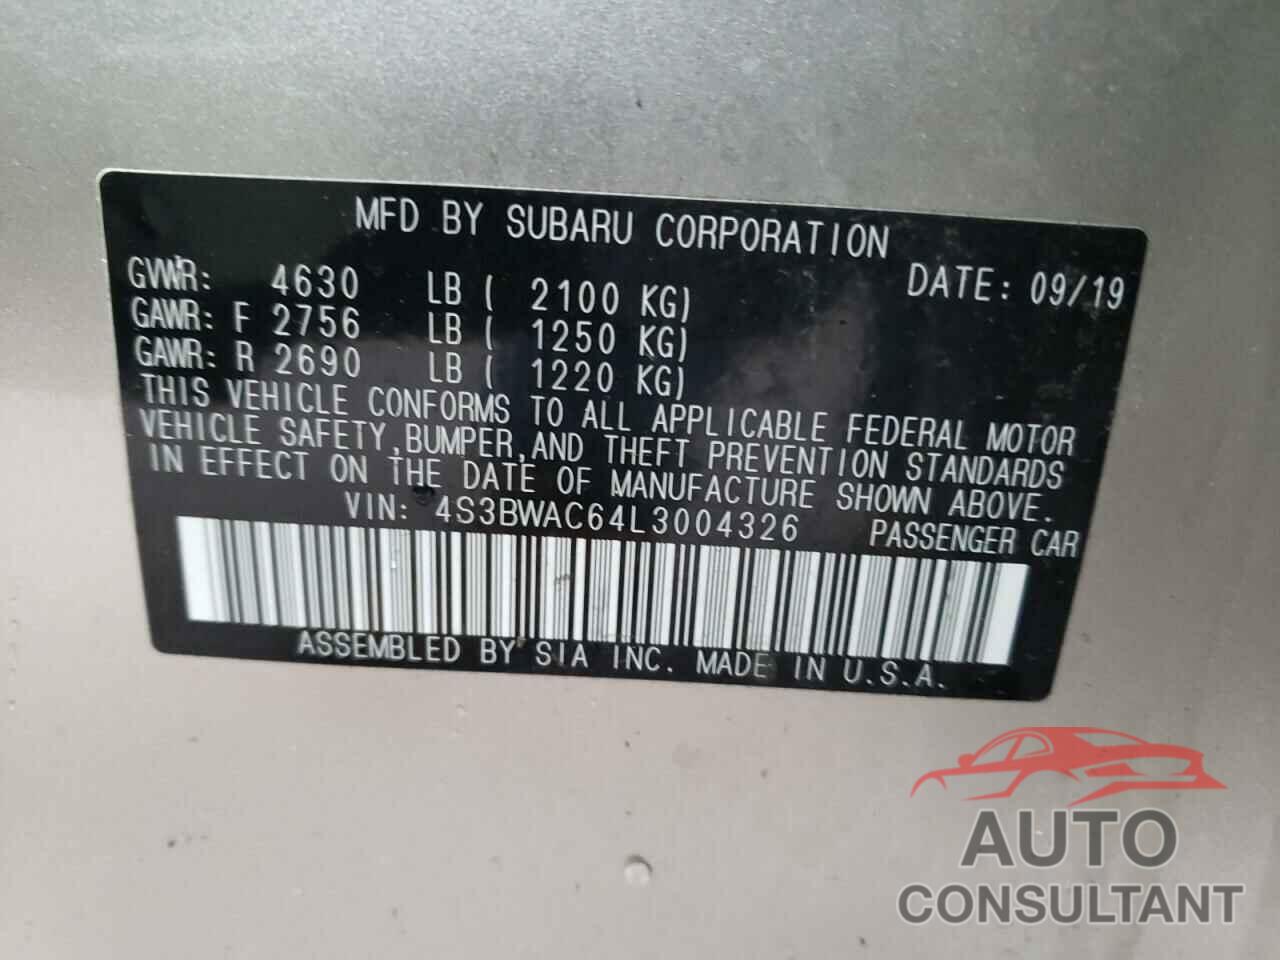 MFD BY SUBARU CORPORATION
DATE: 09/19
GVWR: 4630 LB ( 2100 KG)
GAWR: F 2756 LB ( 1250 KG)
GAWR: R 2690 LB ( 1220 KG)
THIS VEHICLE CONFORMS TO ALL APPLICABLE FEDERAL MOTOR
VEHICLE SAFETY,BUMPER,AND THEFT PREVENTION STANDARDS
IN EFFECT ON THE DATE OF MANUFACTURE SHOWN ABOVE.
VIN: 4S3BWAC64L3004326 PASSENGER CAR
ASSEMBLED BY SIA INC. MADE IN U.S.A.
AUTO
CONSULTANT